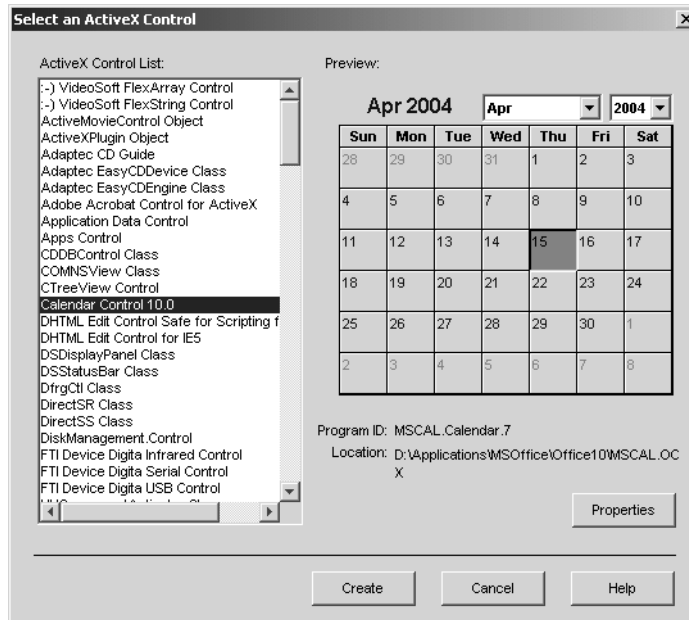 Select an ActiveX Control
ActiveX Control List:
:-) VideoSoft FlexArray Control
:-) VideoSoft FlexString Control
ActiveMovieControl Object
ActiveXPlugin Object
Adaptec CD Guide
Adaptec EasyCDDevice Class
Adaptec EasyCDEngine Class
Adobe Acrobat Control for ActiveX
Application Data Control
Apps Control
CDDBControl Class
COMNSView Class
CTreeView Control
Calendar Control 10.0
DHTML Edit Control Safe for Scripting f
DHTML Edit Control for IE5
DSDisplayPanel Class
DSStatusBar Class
DfrgCtl Class
DirectSR Class
DirectSS Class
DiskManagement.Control
FTI Device Digita Infrared Control
FTI Device Digita Serial Control
FTI Device Digita USB Control
Preview:
Apr 2004 Apr 2004
Sun Mon Tue Wed Thu Fri Sat
28 29 30 31 1 2 3
4 5 6 7 8 9 10
11 12 13 14 15 16 17
18 19 20 21 22 23 24
25 26 27 28 29 30 1
2 3 4 5 6 7 8
Program ID: MSCAL.Calendar.7
Location: D:\Applications\MSOffice\Office10\MSCAL.OC
X
Properties
Create Cancel Help